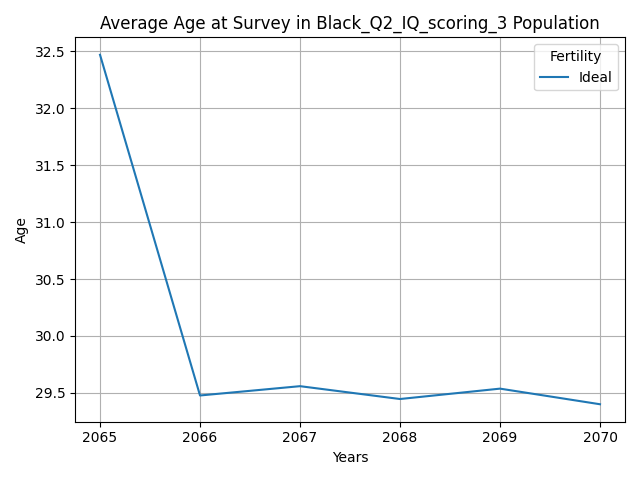 Average Age at Survey in Black_Q2_IQ_scoring_3 Population
Fertility
Ideal
32.5
32.0
31.5
31.0
30.5
30.0
29.5
Age
2065 2066 2067 2068 2069 2070
Years